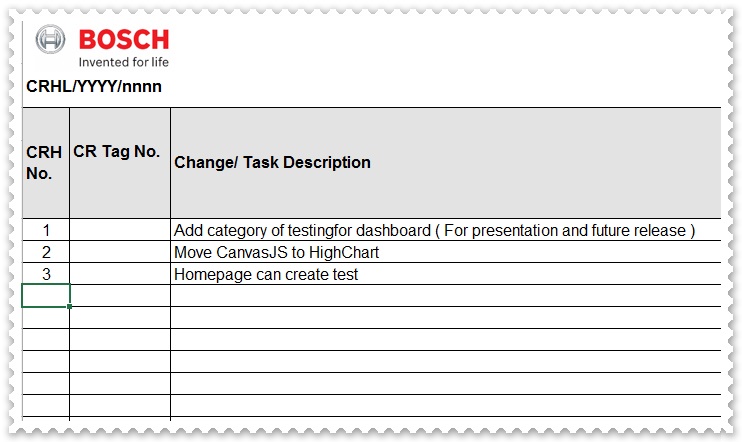 BOSCH
Invented for life
CRHL/YYYY/nnnn
CRH No. CR Tag No. Change/ Task Description
1 Add category of testingfor dashboard ( For presentation and future release )
2 Move CanvasJS to HighChart
3 Homepage can create test